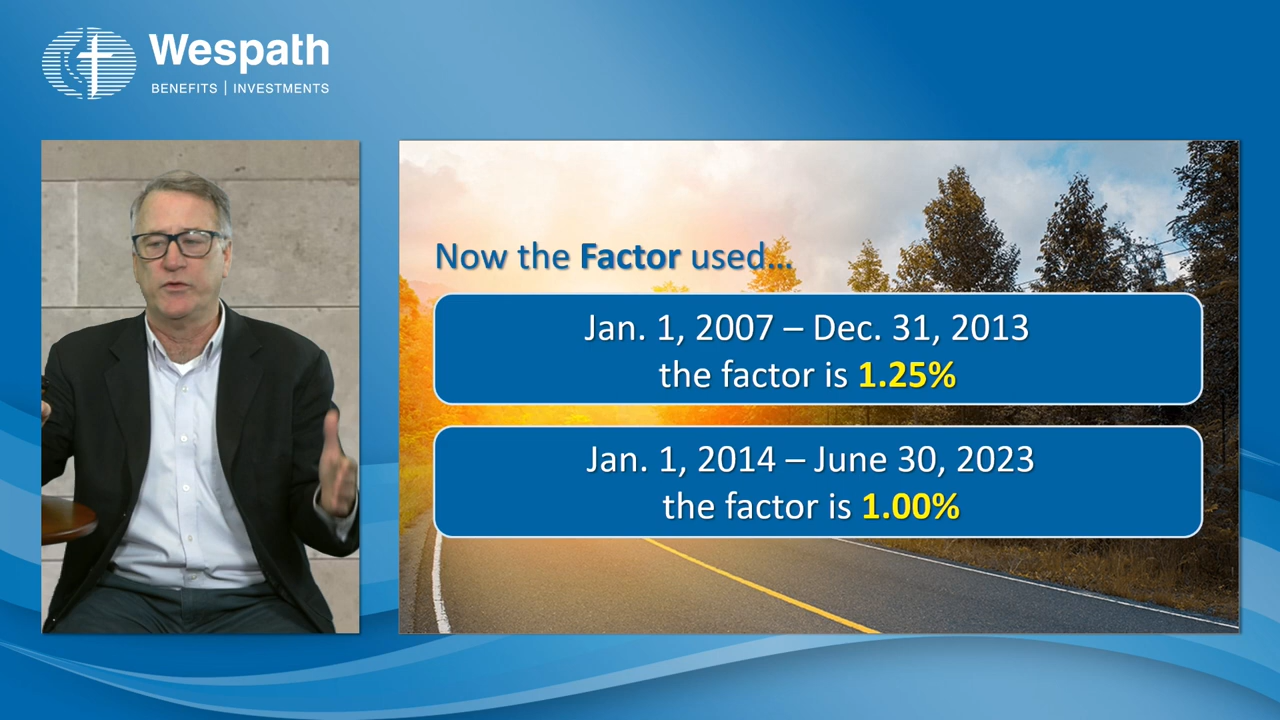 Wespath
BENEFITS | INVESTMENTS
Now the Factor used...
Jan. 1, 2007 – Dec. 31, 2013
the factor is 1.25%
Jan. 1, 2014 – June 30, 2023
the factor is 1.00%